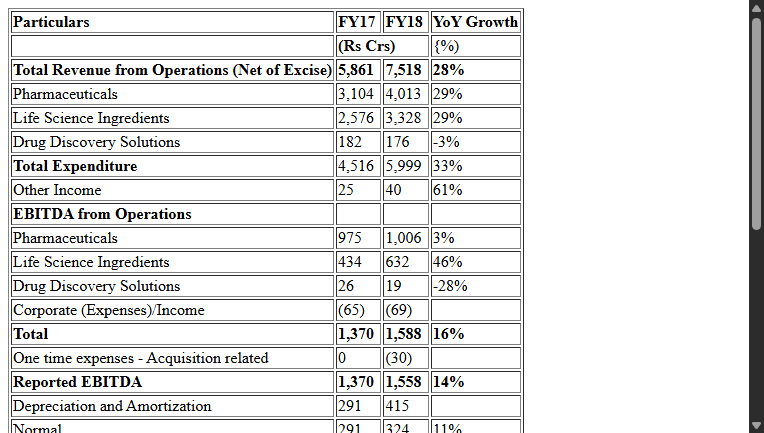 Particulars FY17 FY18 YoY Growth
(Rs Crs) {%)
Total Revenue from Operations (Net of Excise) 5,861 7,518 28%
Pharmaceuticals 3,104 4,013 29%
Life Science Ingredients 2,576 3,328 29%
Drug Discovery Solutions 182 176 -3%
Total Expenditure 4,516 5,999 33%
Other Income 25 40 61%
EBITDA from Operations
Pharmaceuticals 975 1,006 3%
Life Science Ingredients 434 632 46%
Drug Discovery Solutions 26 19 -28%
Corporate (Expenses)/Income (65) (69)
Total 1,370 1,588 16%
One time expenses - Acquisition related 0 (30)
Reported EBITDA 1,370 1,558 14%
Depreciation and Amortization 291 415
Normal 291 324 11%